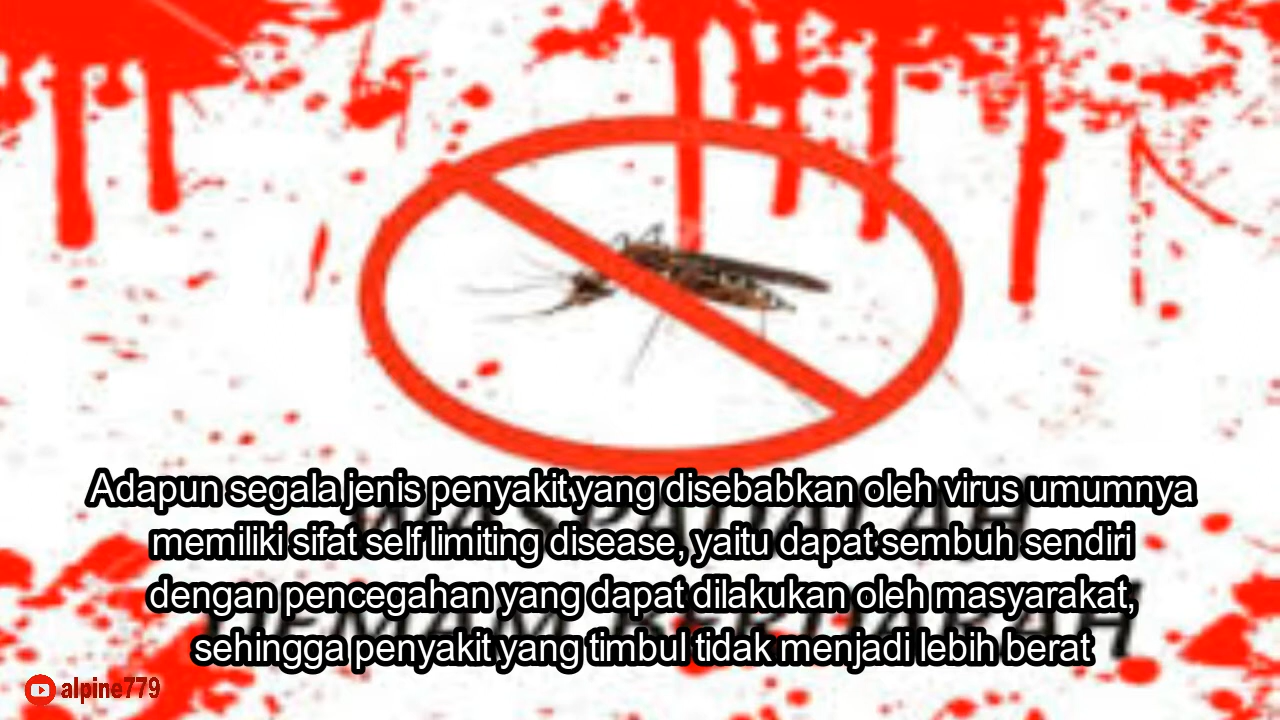 Adapun segala jenis penyakit yang disebabkan oleh virus umumnya
memiliki sifat self limiting disease, yaitu dapat sembuh sendiri
dengan pencegahan yang dapat dilakukan oleh masyarakat,
sehingga penyakit yang timbul tidak menjadi lebih berat
alpine779